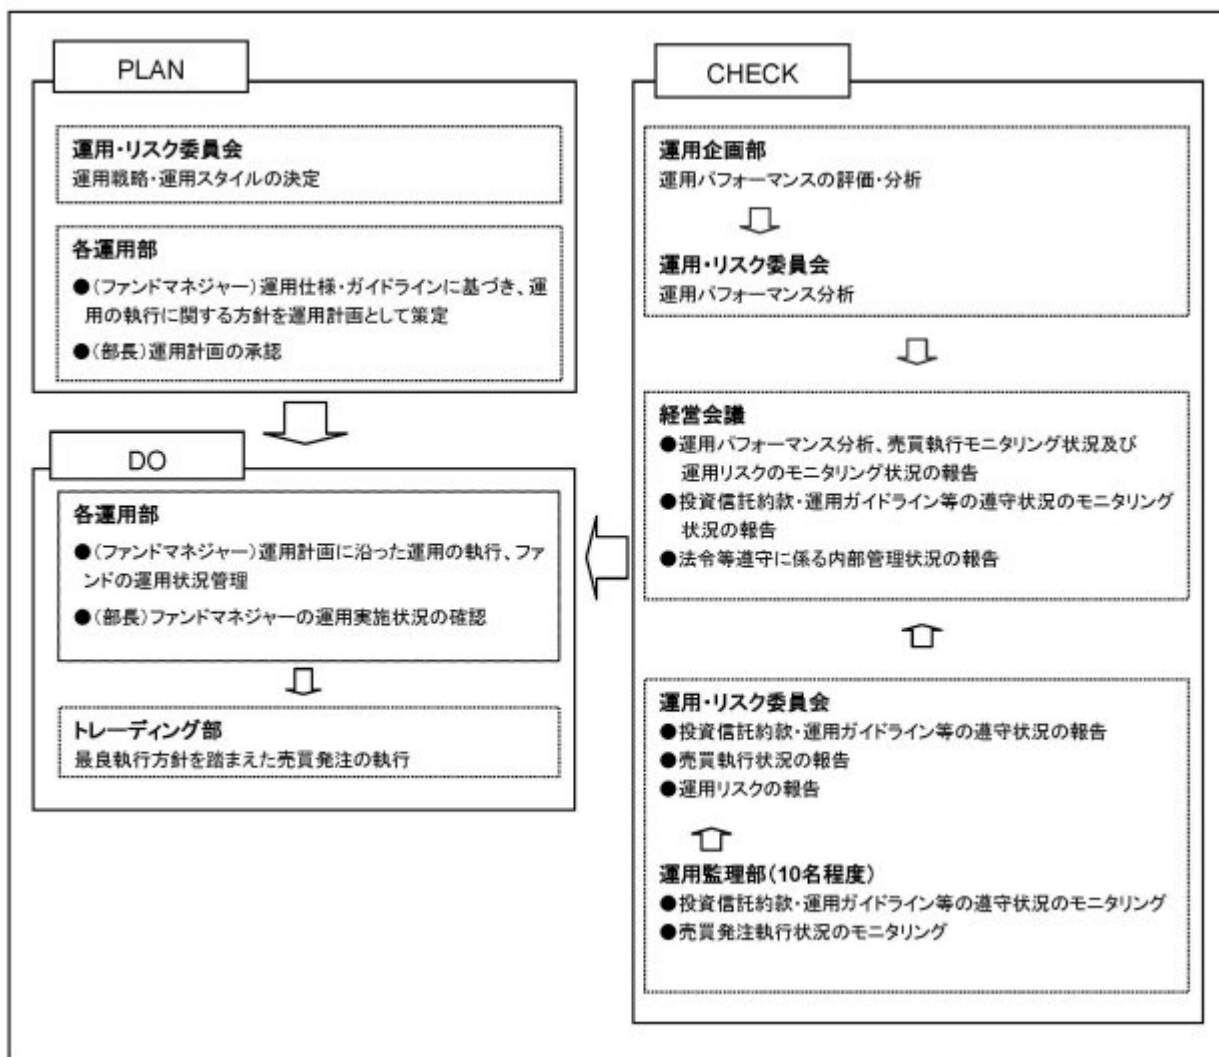 PLAN
運用・リスク委員会
運用戦略・運用スタイルの決定
各運用部
●(ファンドマネジャー)運用仕様・ガイドラインに基づき、運
用の執行に関する方針を運用計画として策定
●(部長)運用計画の承認
DO
各運用部
●(ファンドマネジャー)運用計画に沿った運用の執行、ファ
ンドの運用状況管理
●(部長)ファンドマネジャーの運用実施状況の確認
トレーディング部
最良執行方針を踏まえた売買発注の執行
CHECK
運用企画部
運用パフォーマンスの評価・分析
運用・リスク委員会
運用パフォーマンス分析
経営会議
●運用パフォーマンス分析、売買執行モニタリング状況及び
運用リスクのモニタリング状況の報告
●投資信託約款・運用ガイドライン等の遵守状況のモニタリング
状況の報告
●法令等遵守に係る内部管理状況の報告
運用・リスク委員会
●投資信託約款・運用ガイドライン等の遵守状況の報告
●売買執行状況の報告
●運用リスクの報告
運用監理部(10名程度)
●投資信託約款・運用ガイドライン等の遵守状況のモニタリング
●売買発注執行状況のモニタリング